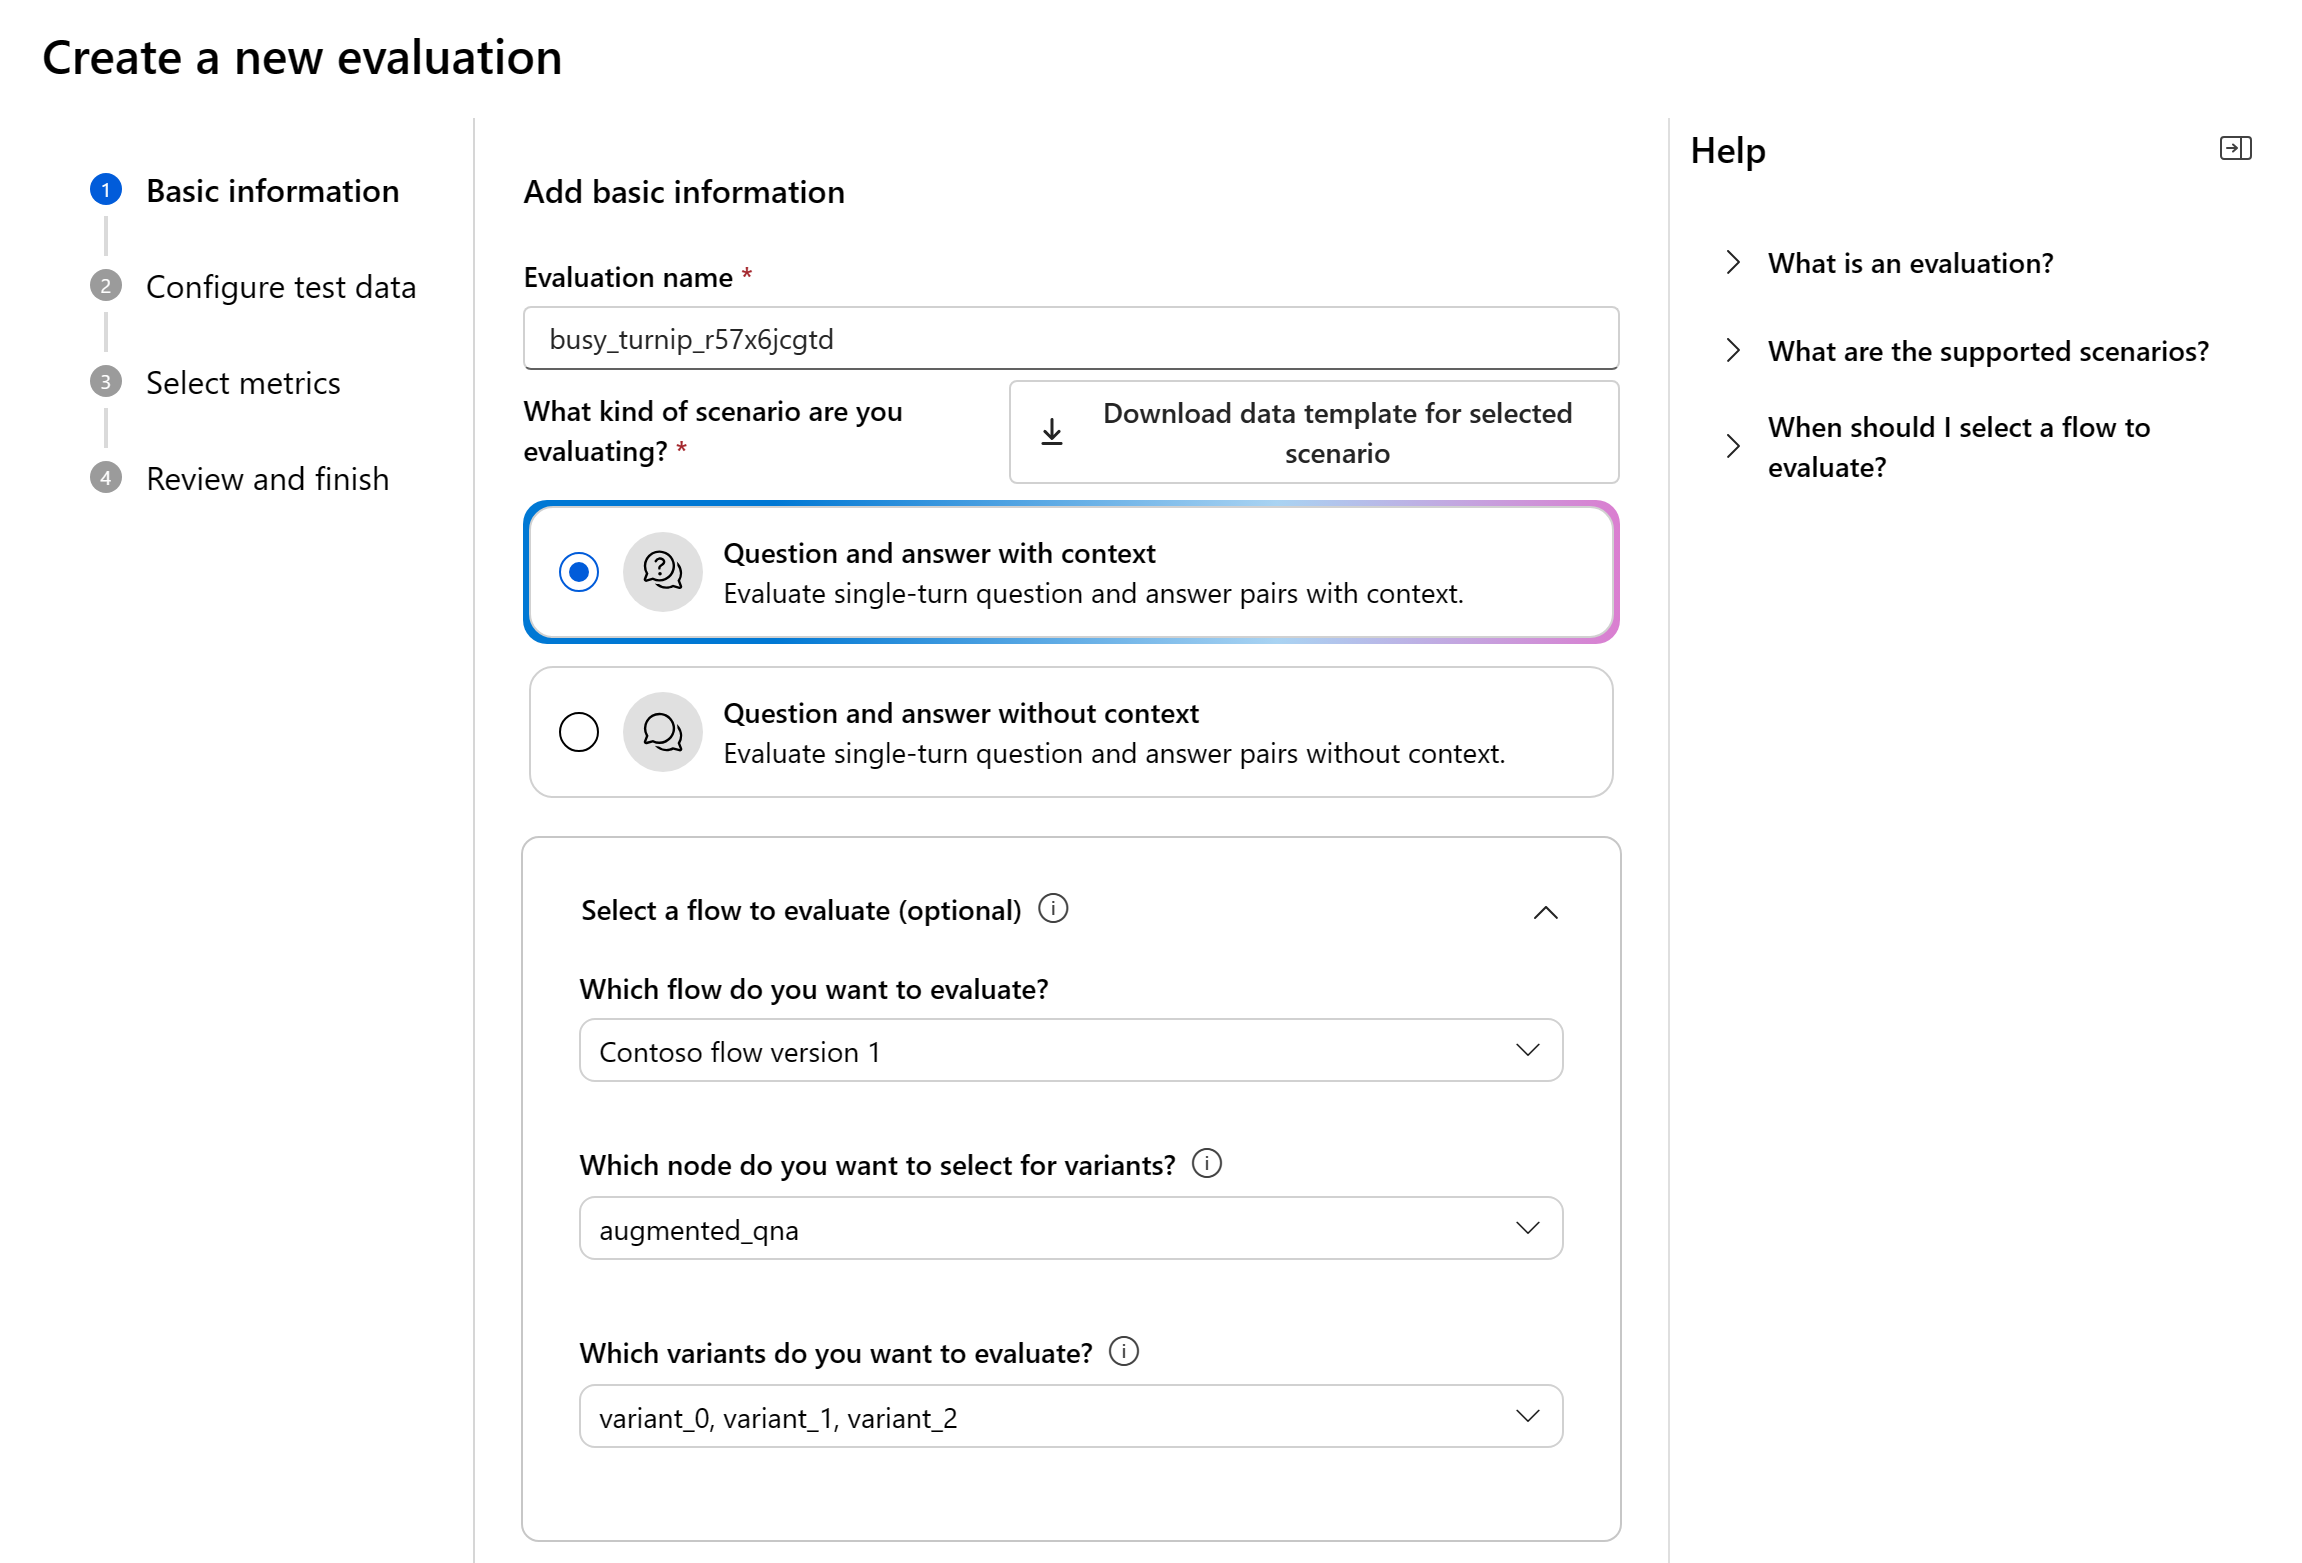 Create a new evaluation
1 Basic information
2 Configure test data
3 Select metrics
4 Review and finish
Add basic information
Evaluation name *
busy_turnip_r57x6jcgtd
What kind of scenario are you
evaluating? *
Download data template for selected
scenario
Question and answer with context
Evaluate single-turn question and answer pairs with context.
Question and answer without context
Evaluate single-turn question and answer pairs without context.
Select a flow to evaluate (optional)
Which flow do you want to evaluate?
Contoso flow version 1
Which node do you want to select for variants?
augmented_qna
Which variants do you want to evaluate?
variant_0, variant_1, variant_2
Help
What is an evaluation?
What are the supported scenarios?
When should I select a flow to
evaluate?